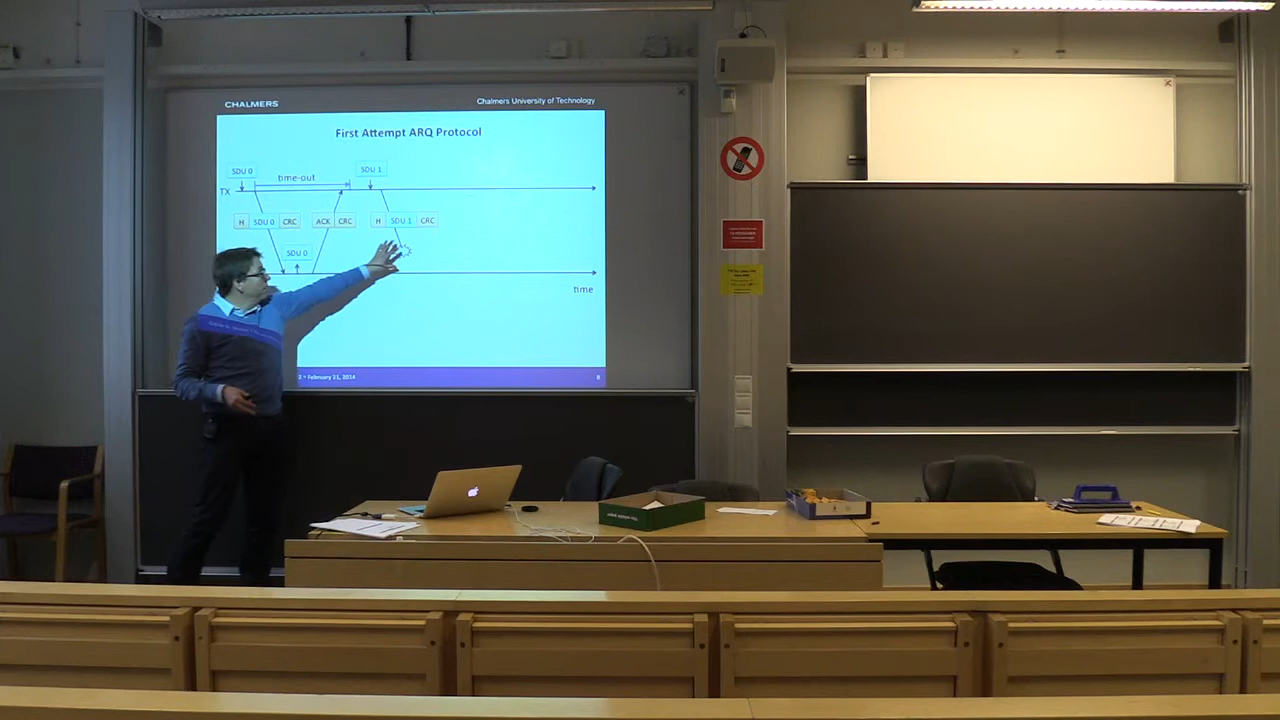 CHALMERS
Chalmers University of Technology
First Attempt ARQ Protocol
SDU 0
SDU 1
time-out
TX
H SDU 0 CRC
ACK CRC
H SDU 1 CRC
SDU 0
time
February 21, 2014
8